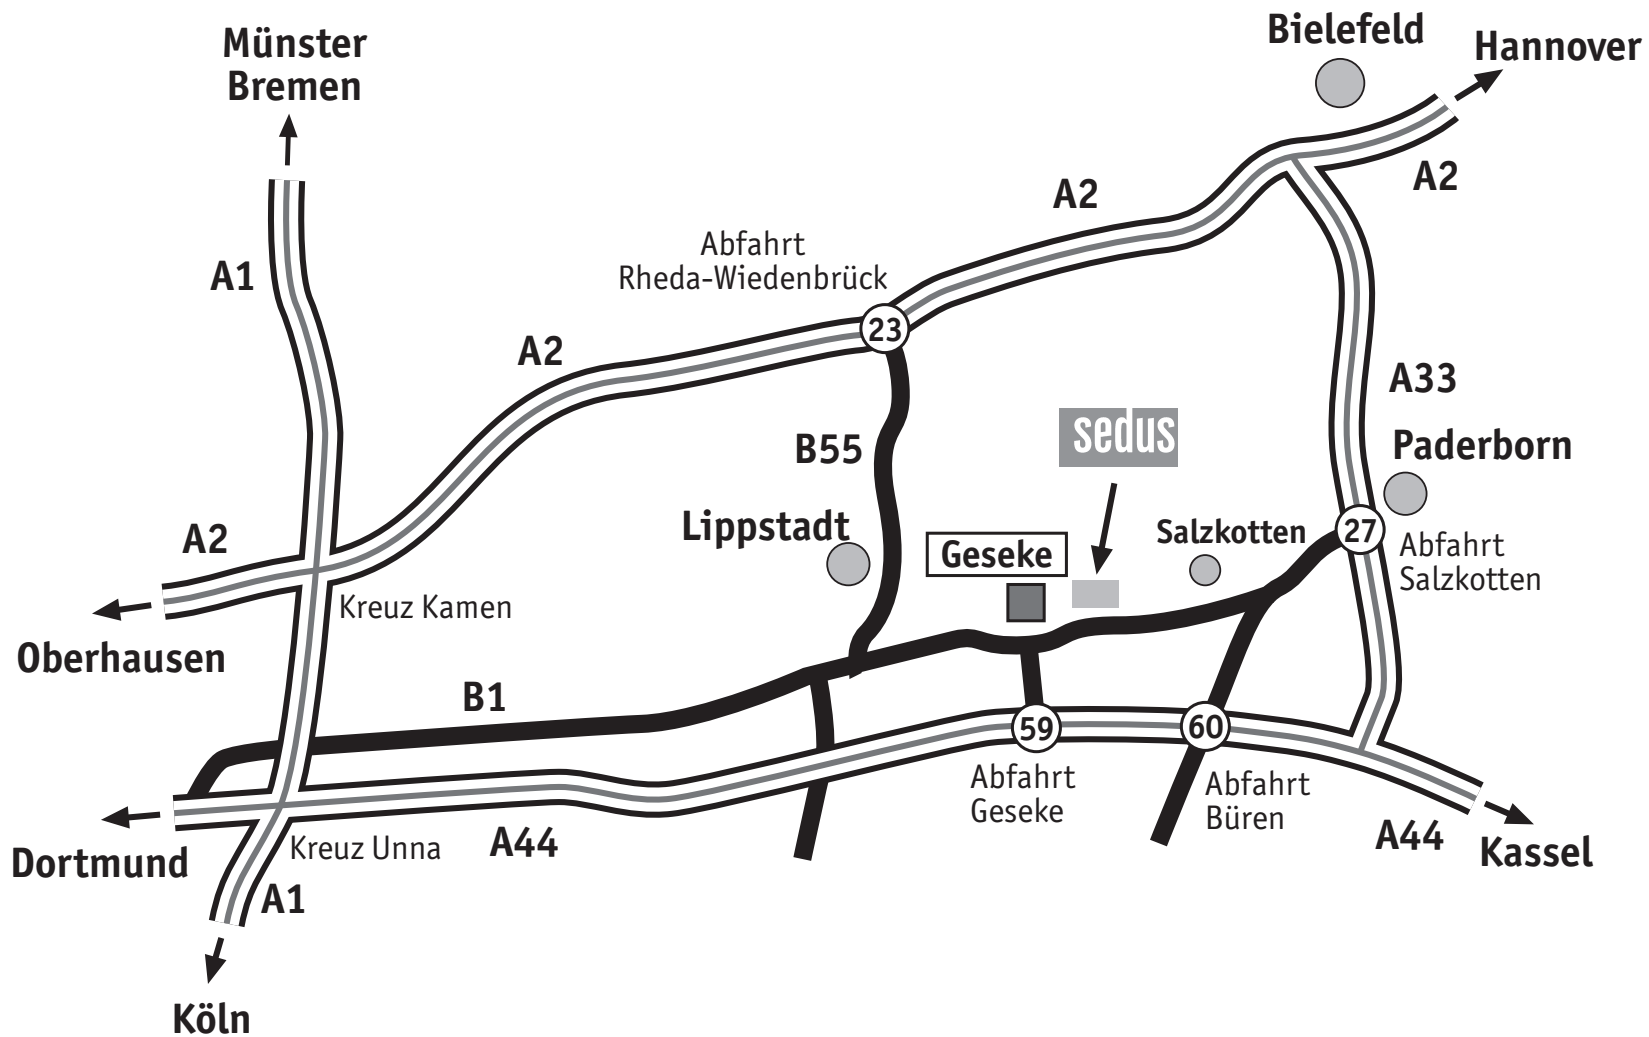 Bielefeld
Hannover
Münster
Bremen
A2
A2
Abfahrt
Rheda-Wiedenbrück
A1
23
A2
A33
sedus
B55
Paderborn
Lippstadt
Salzkotten
27
A2
Geseke
Abfahrt
Salzkotten
Kreuz Kamen
Oberhausen
B1
59
60
Abfahrt
Geseke
Abfahrt
Büren
Dortmund
Kreuz Unna
A44
A44
Kassel
A1
Köln